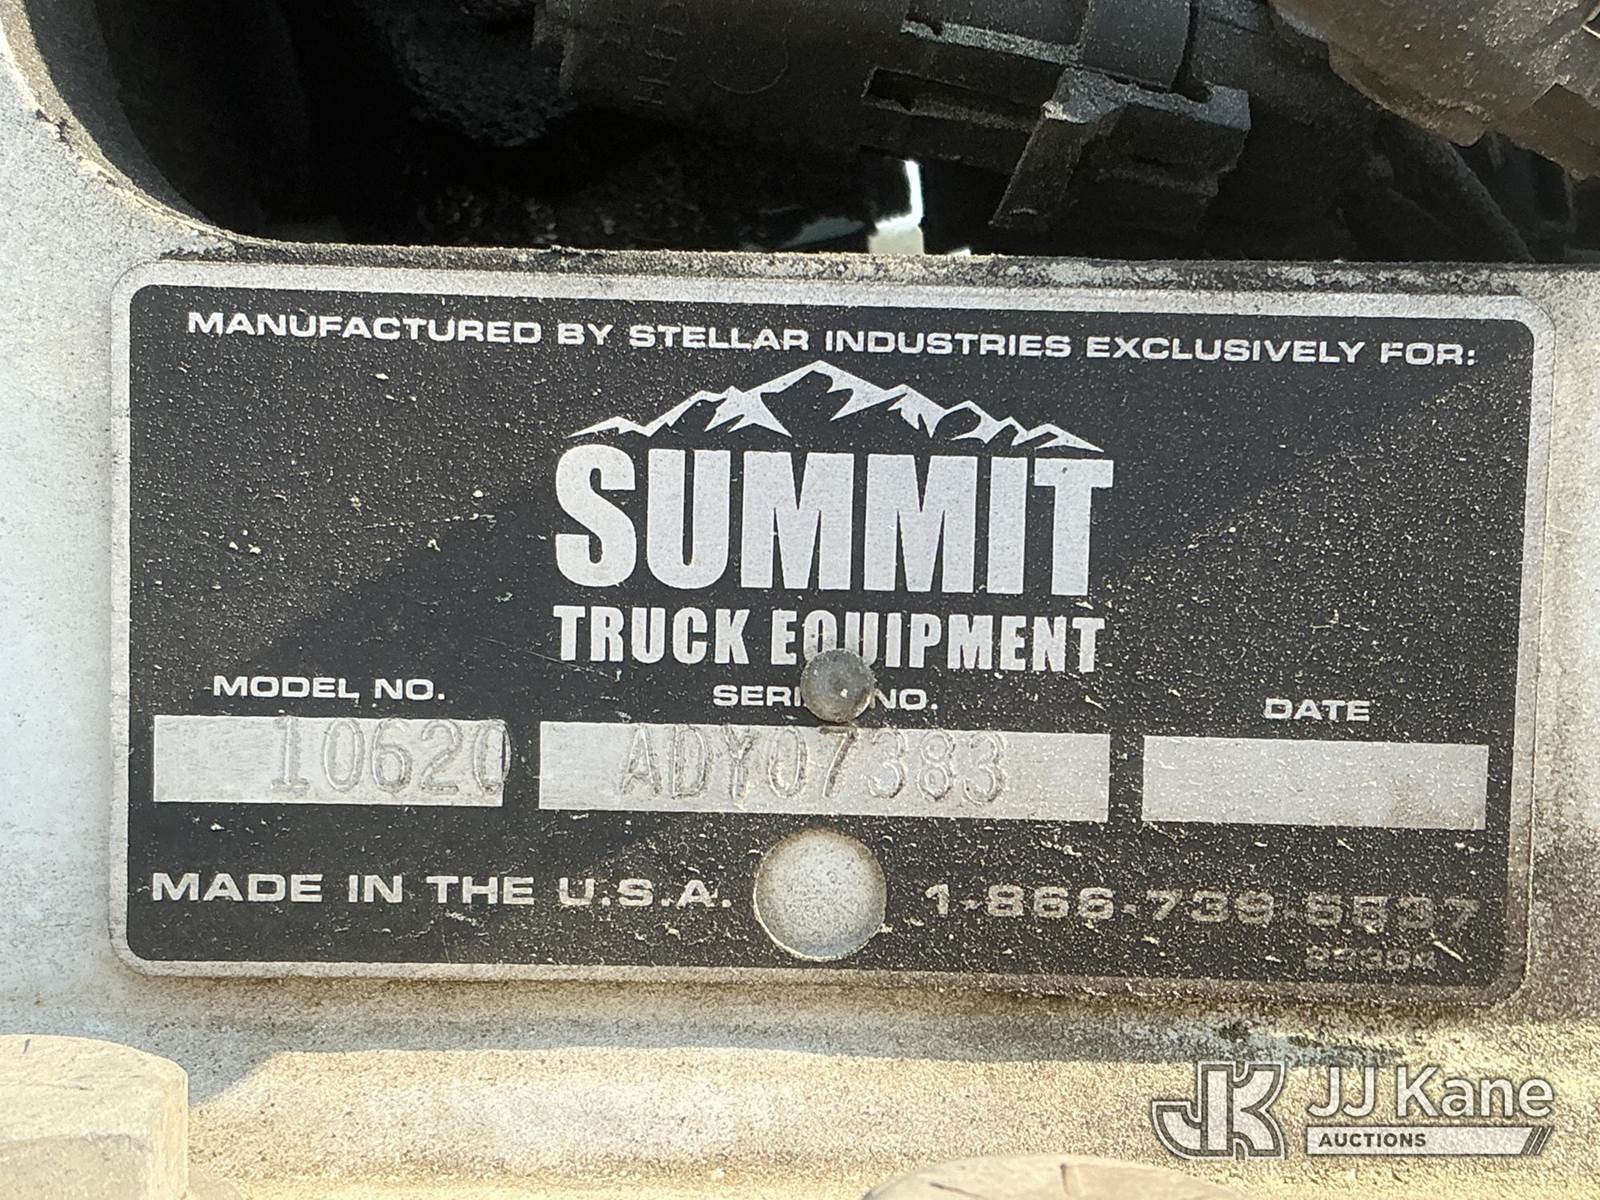 MANUFACTURED BY STELLAR INDUSTRIES EXCLUSIVELY FOR:
SUMMIT
TRUCK EQUIPMENT
MODEL NO. NO. DATE
10620 ADY07383
MADE IN THE U.S.A. 1-866-739-5537
JJ Kane
AUCTIONS